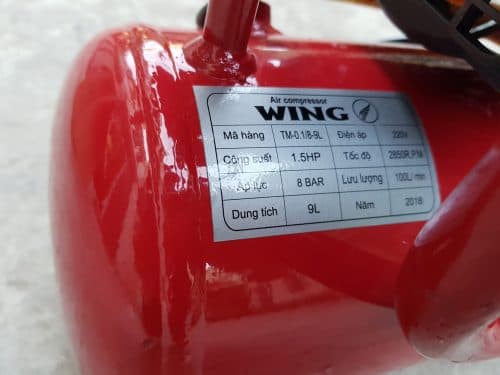 Air compressor
WING
Mã hàng TM-0.1/8-9L Điện áp 220V
Công suất 1.5HP Tốc độ 2850R.P.M
Áp lực 8 BAR Lưu lượng 100L/ min
Dung tích 9L Năm 2018